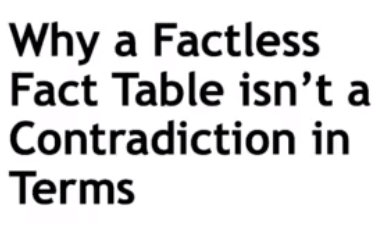 Why a Factless
Fact Table isn’t a
Contradiction in
Terms